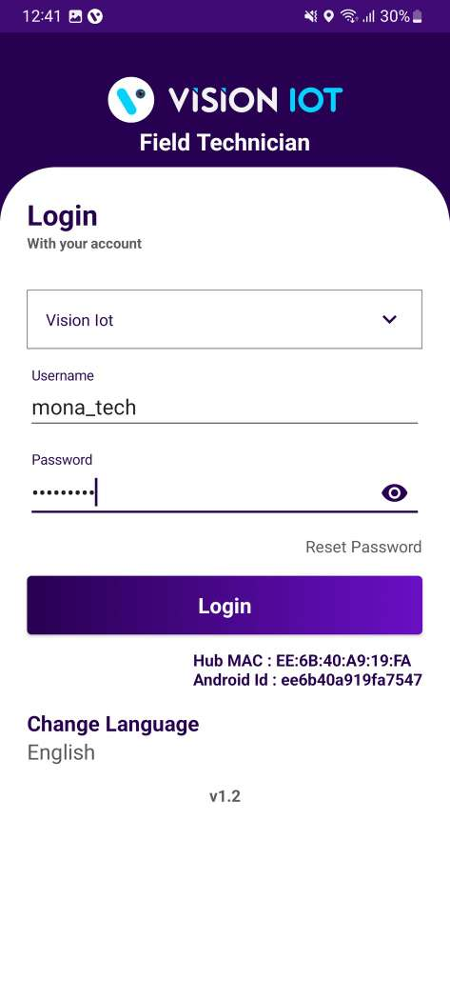 12:41 30%
VISION IOT
Field Technician
Login
With your account
Vision Iot
Username
mona_tech
Password
•••••••••
Reset Password
Login
Hub MAC : EE:6B:40:A9:19:FA
Android Id : ee6b40a919fa7547
Change Language
English
v1.2